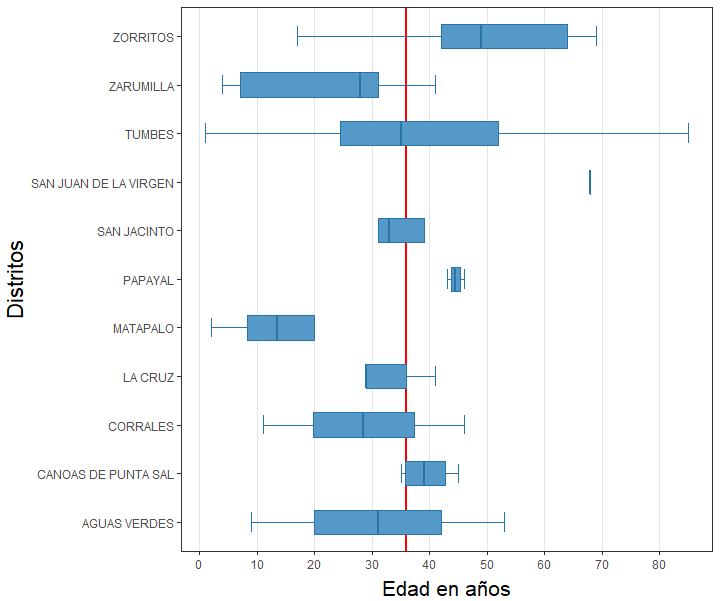 ZORRITOS
ZARUMILLA
TUMBES
SAN JUAN DE LA VIRGEN
SAN JACINTO
PAPAYAL
MATAPALO
LA CRUZ
CORRALES
CANOAS DE PUNTA SAL
AGUAS VERDES
Distritos
0 10 20 30 40 50 60 70 80
Edad en años